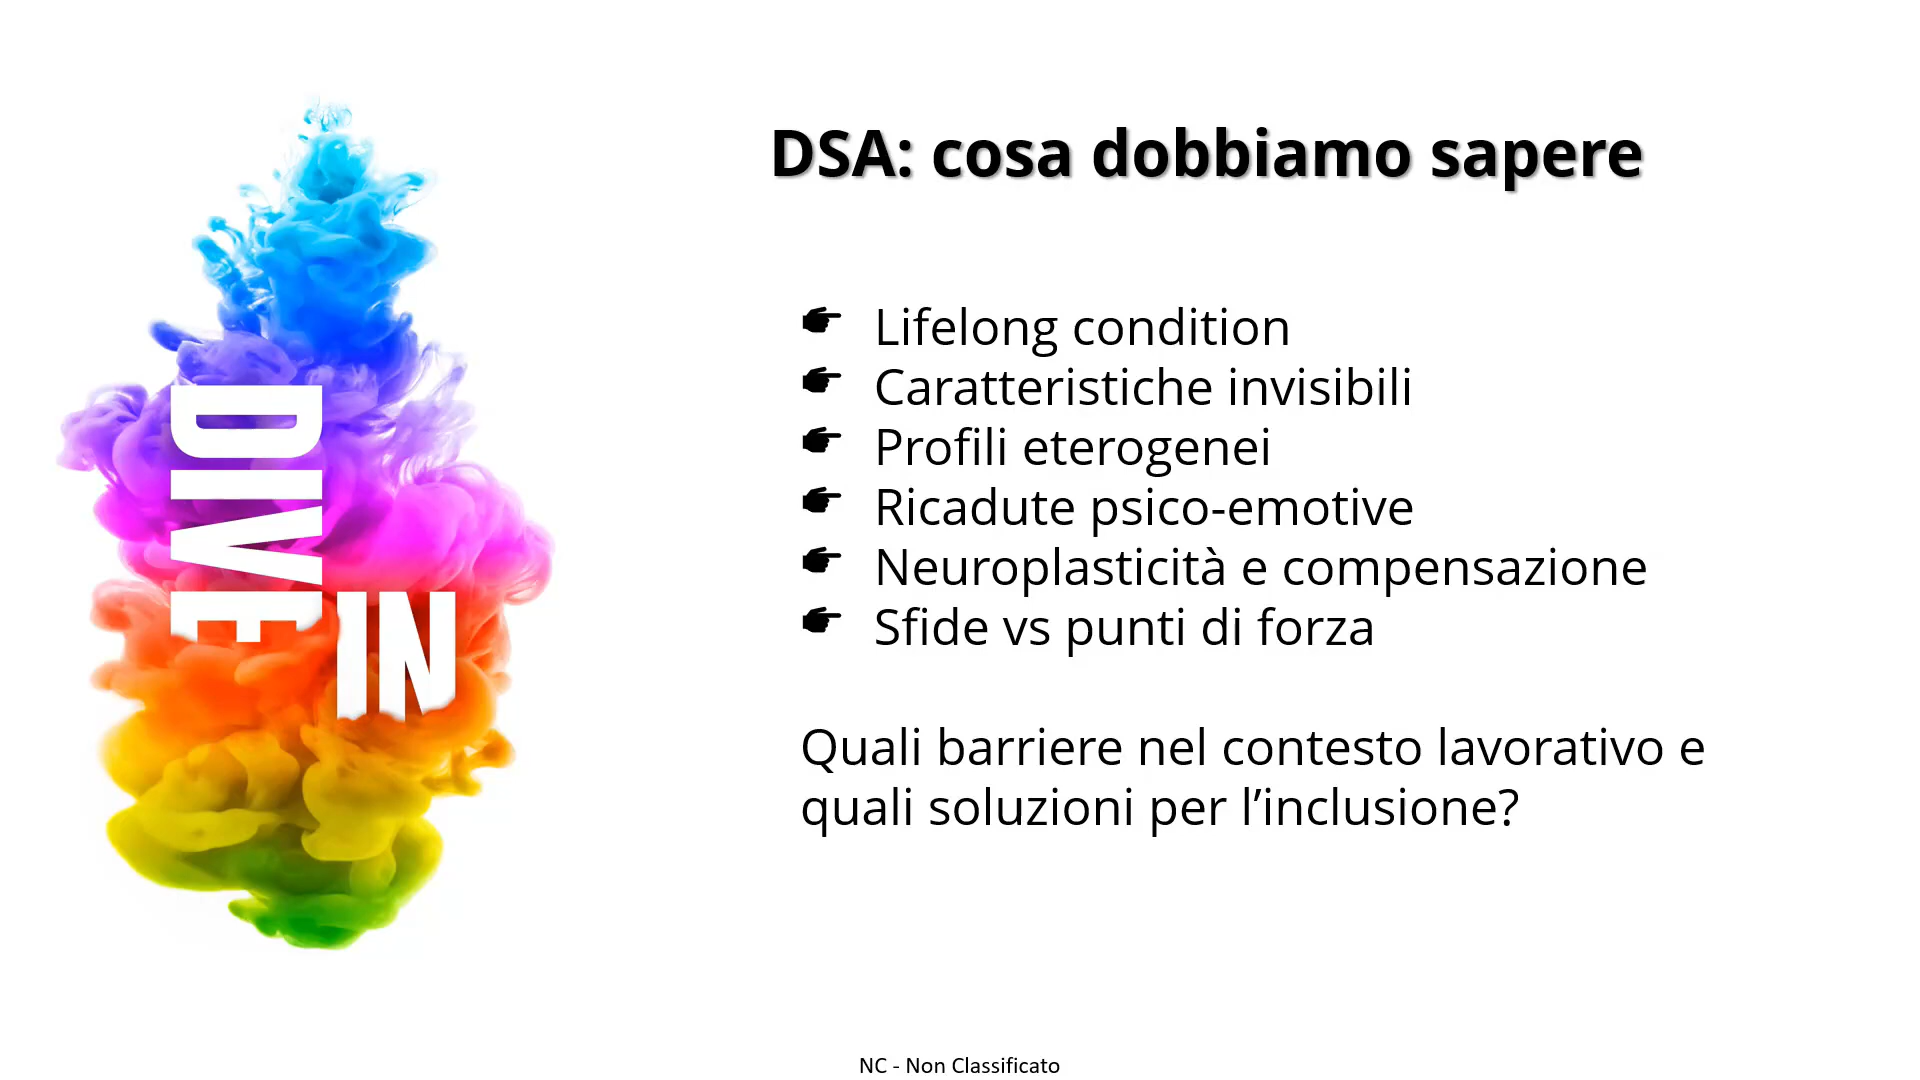 DSA: cosa dobbiamo sapere
Lifelong condition
Caratteristiche invisibili
Profili eterogenei
Ricadute psico-emotive
Neuroplasticità e compensazione
Sfide vs punti di forza
Quali barriere nel contesto lavorativo e
quali soluzioni per l’inclusione?
DIVE
IN
NC - Non Classificato